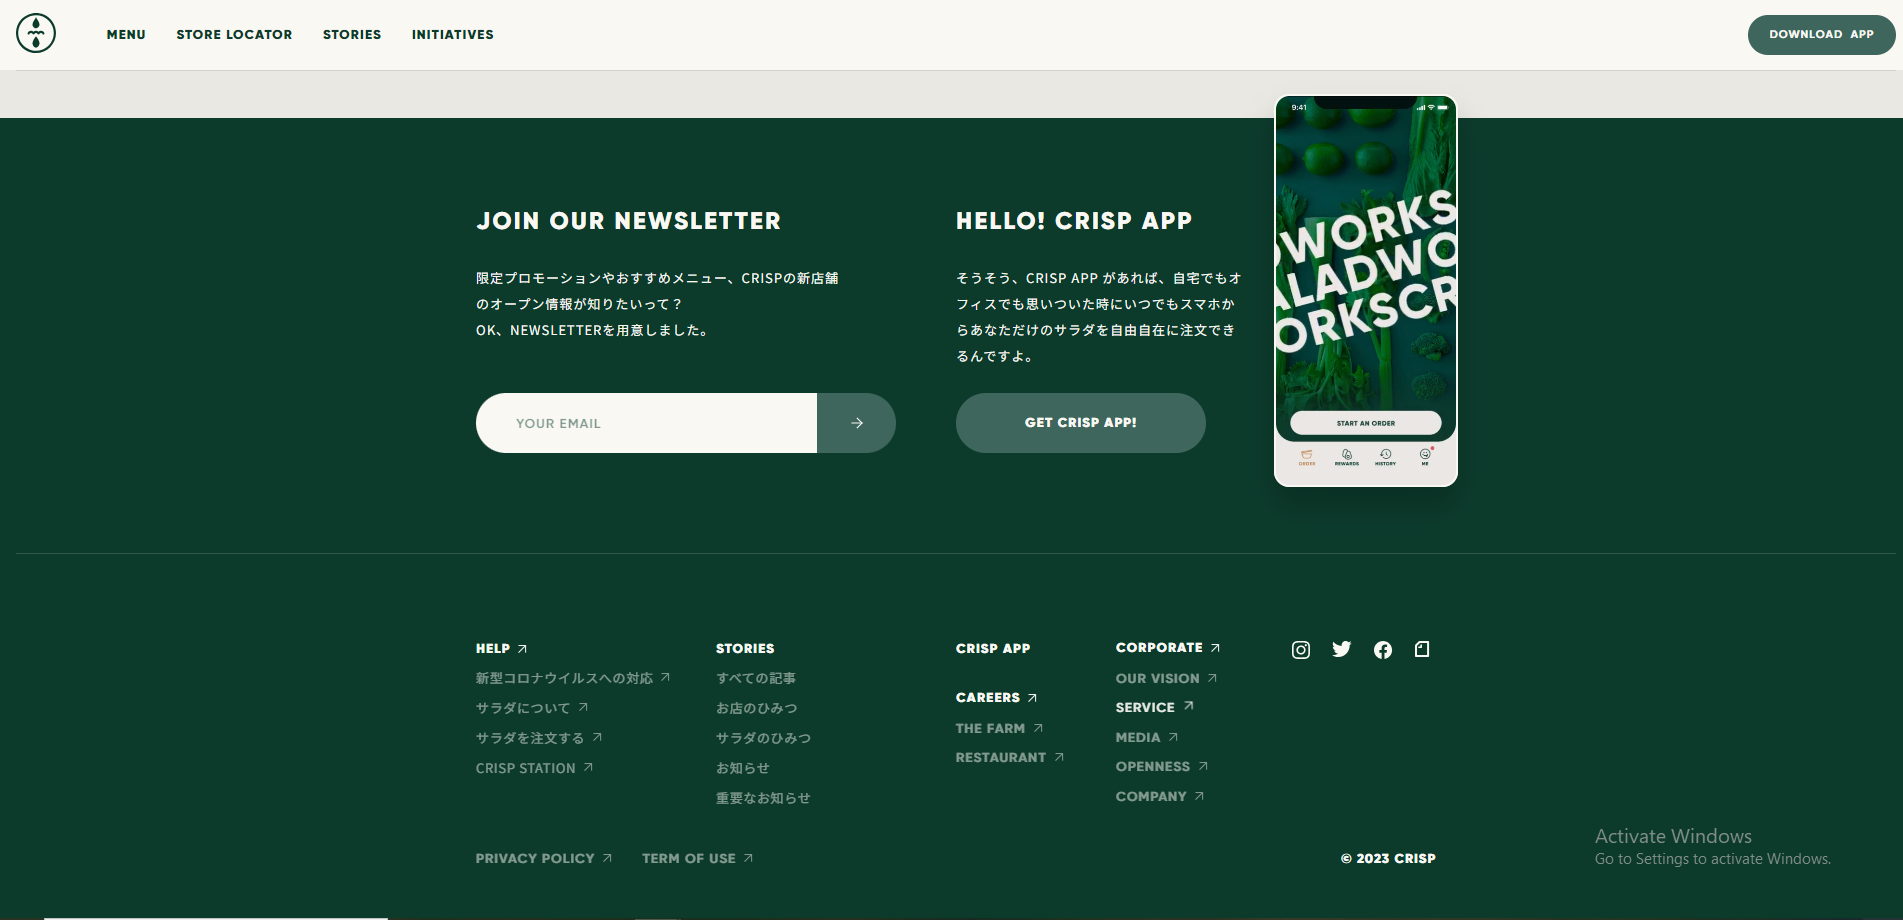 MENU
STORE LOCATOR
STORIES
INITIATIVES
DOWNLOAD APP
JOIN OUR NEWSLETTER
限定プロモーションやおすすめメニュー、CRISPの新店舗
のオープン情報が知りたいって？
OK、NEWSLETTERを用意しました。
YOUR EMAIL
HELLO! CRISP APP
そうそう、CRISP APP があれば、自宅でもオ
フィスでも思いついた時にいつでもスマホか
らあなただけのサラダを自由自在に注文でき
るんですよ。
GET CRISP APP!
9:41
WORKS
ALADWO
ORKSCR
START AN ORDER
ORDER
REWARDS
HISTORY
ME
HELP
新型コロナウイルスへの対応
サラダについて
サラダを注文する
CRISP STATION
STORIES
すべての記事
お店のひみつ
サラダのひみつ
お知らせ
重要なお知らせ
CRISP APP
CAREERS
THE FARM
RESTAURANT
CORPORATE
OUR VISION
SERVICE
MEDIA
OPENNESS
COMPANY
PRIVACY POLICY
TERM OF USE
© 2023 CRISP
Activate Windows
Go to Settings to activate Windows.